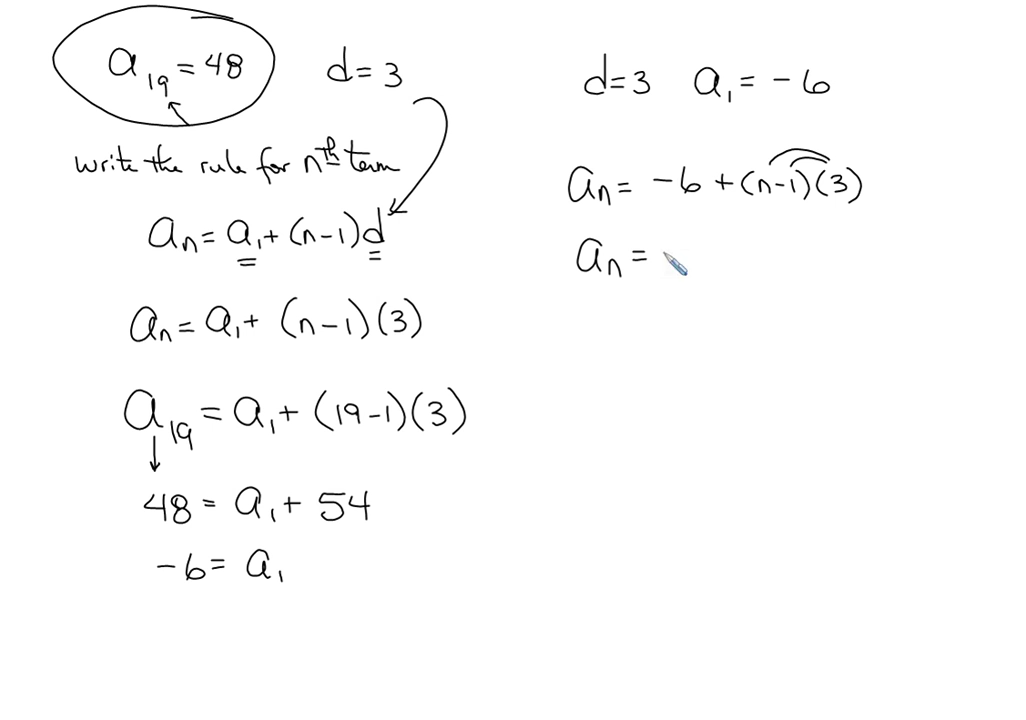 a₁₉ = 48   d = 3
write the rule for nᵗʰ term
aₙ = a₁ + (n-1)d
aₙ = a₁ + (n-1)(3)
a₁₉ = a₁ + (19-1)(3)
48 = a₁ + 54
-6 = a₁
d=3   a₁ = -6
aₙ = -6 + (n-1)(3)
aₙ =